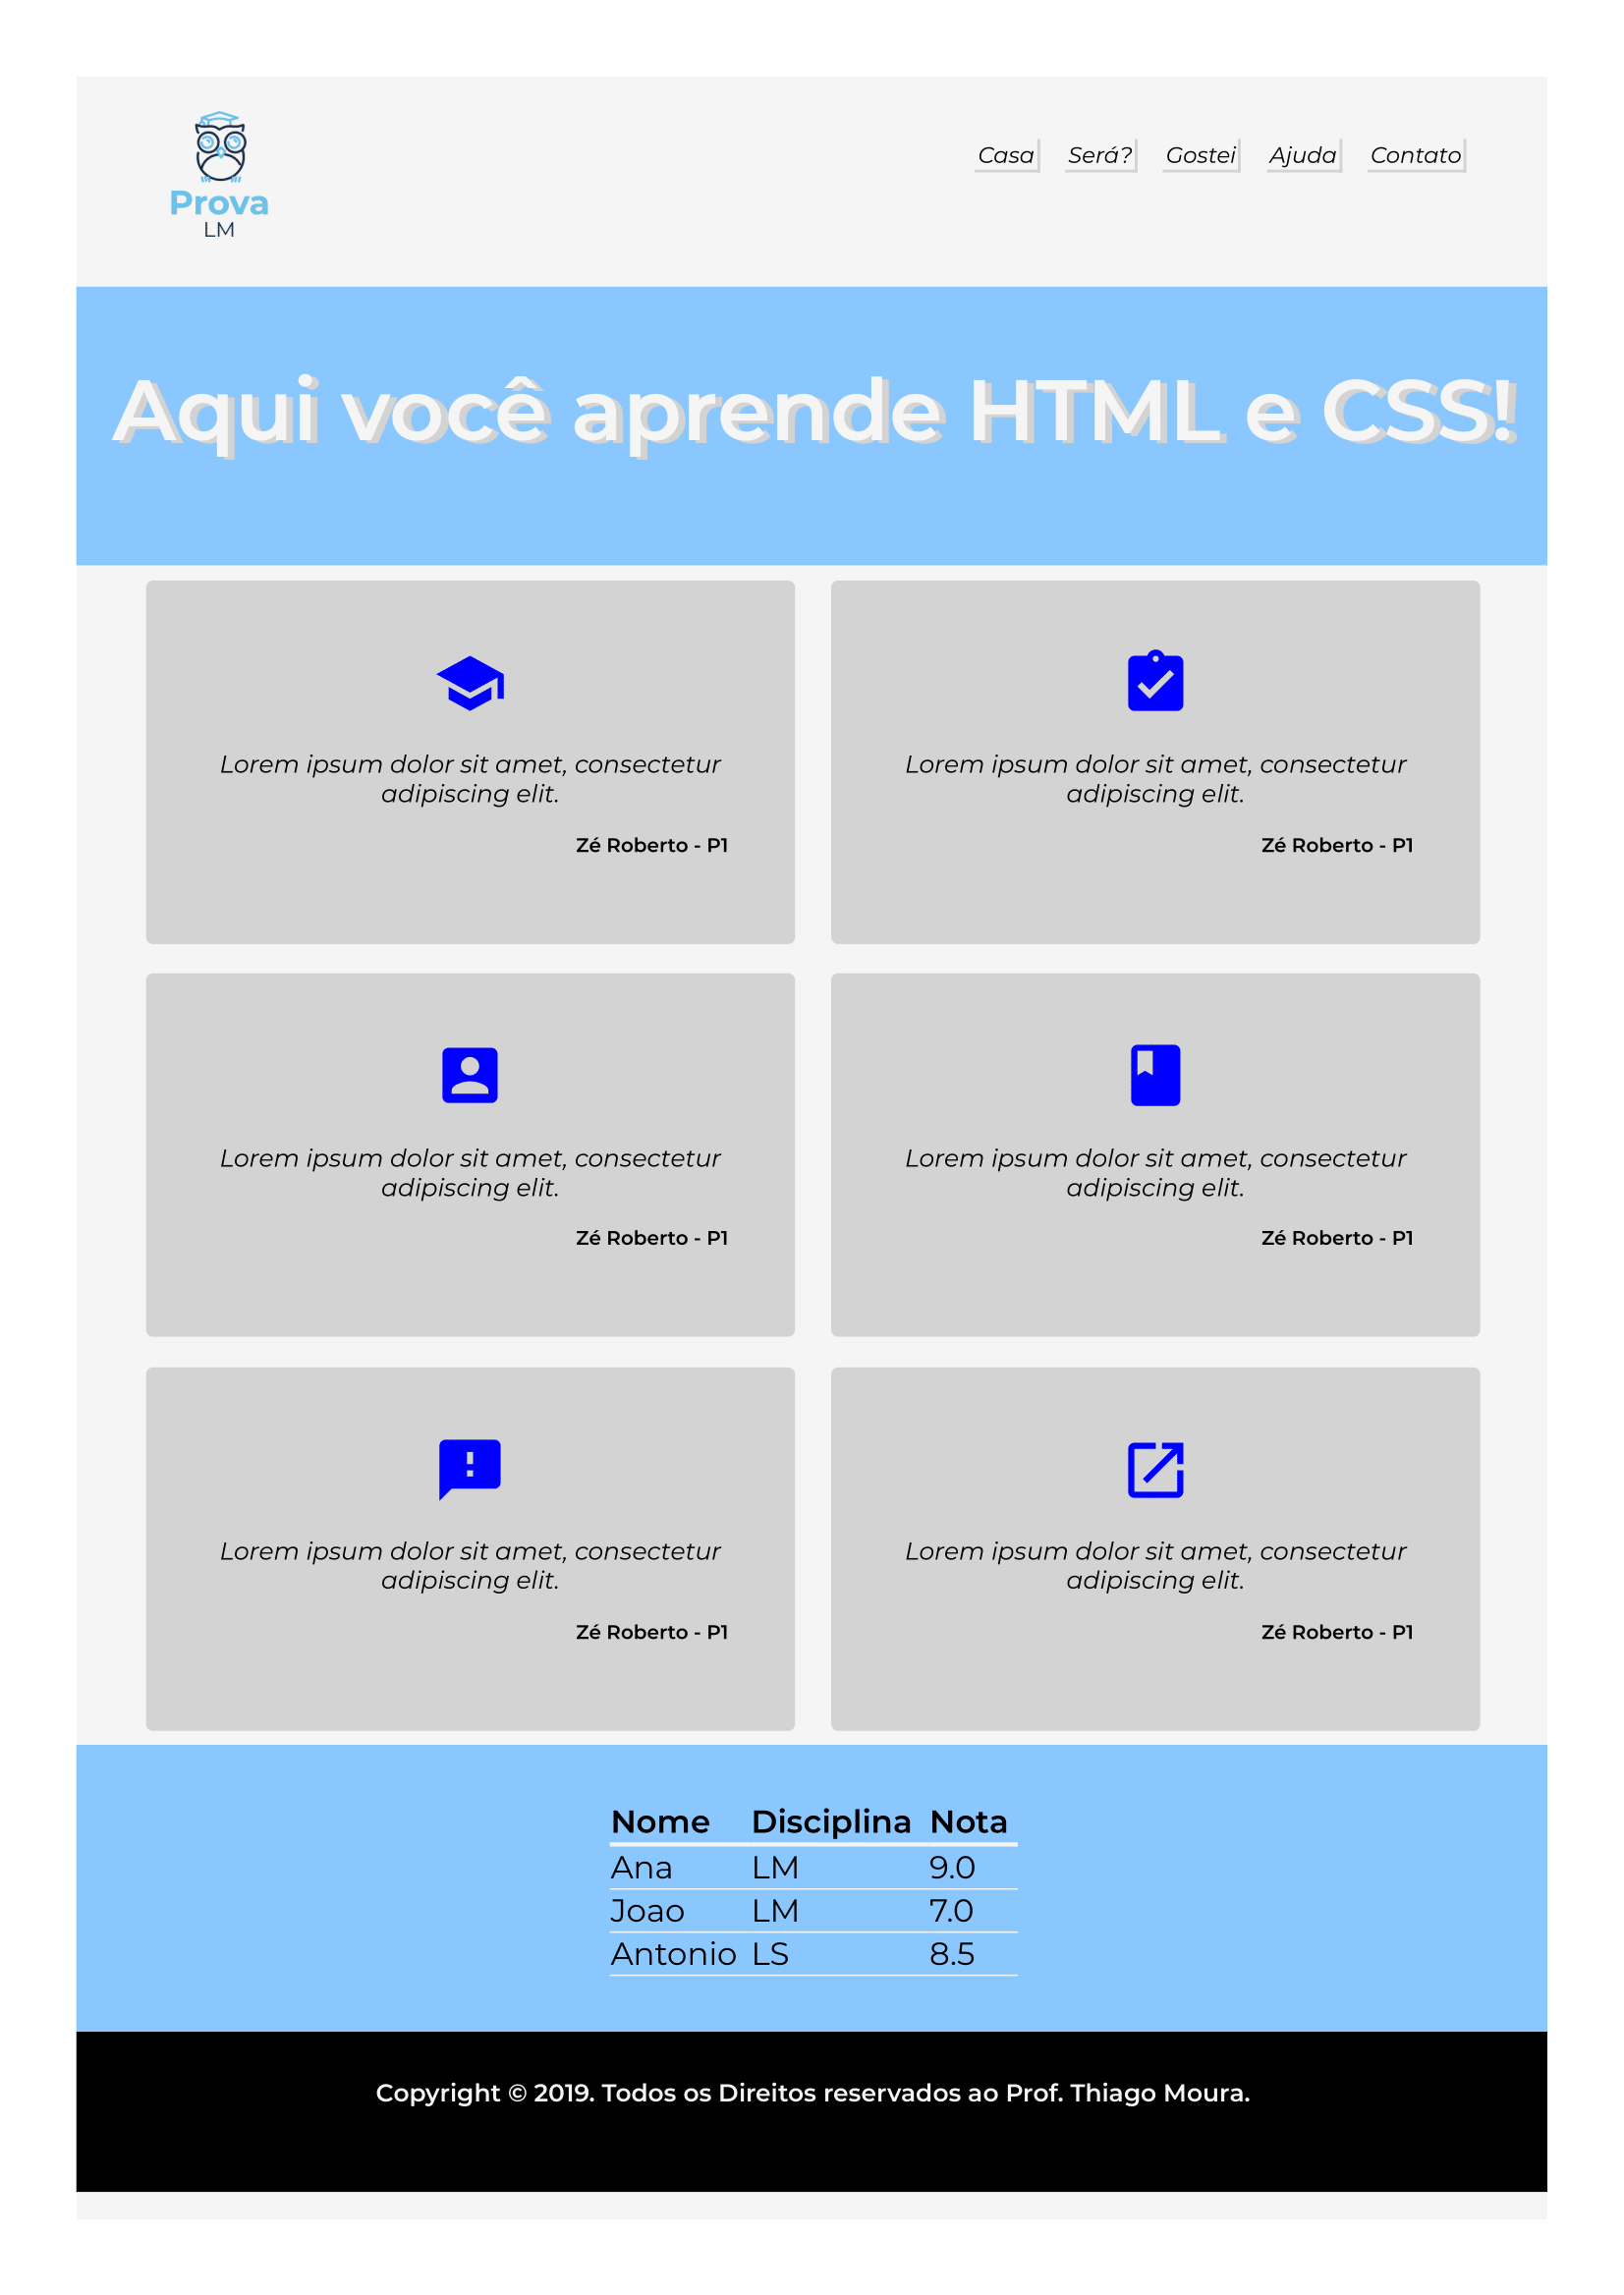 Prova
LM
Casa Será? Gostei Ajuda Contato
Aqui você aprende HTML e CSS!
Lorem ipsum dolor sit amet, consectetur
adipiscing elit.
Zé Roberto - P1
Lorem ipsum dolor sit amet, consectetur
adipiscing elit.
Zé Roberto - P1
Lorem ipsum dolor sit amet, consectetur
adipiscing elit.
Zé Roberto - P1
Lorem ipsum dolor sit amet, consectetur
adipiscing elit.
Zé Roberto - P1
Lorem ipsum dolor sit amet, consectetur
adipiscing elit.
Zé Roberto - P1
Lorem ipsum dolor sit amet, consectetur
adipiscing elit.
Zé Roberto - P1
Nome Disciplina Nota
Ana LM 9.0
Joao LM 7.0
Antonio LS 8.5
Copyright © 2019. Todos os Direitos reservados ao Prof. Thiago Moura.